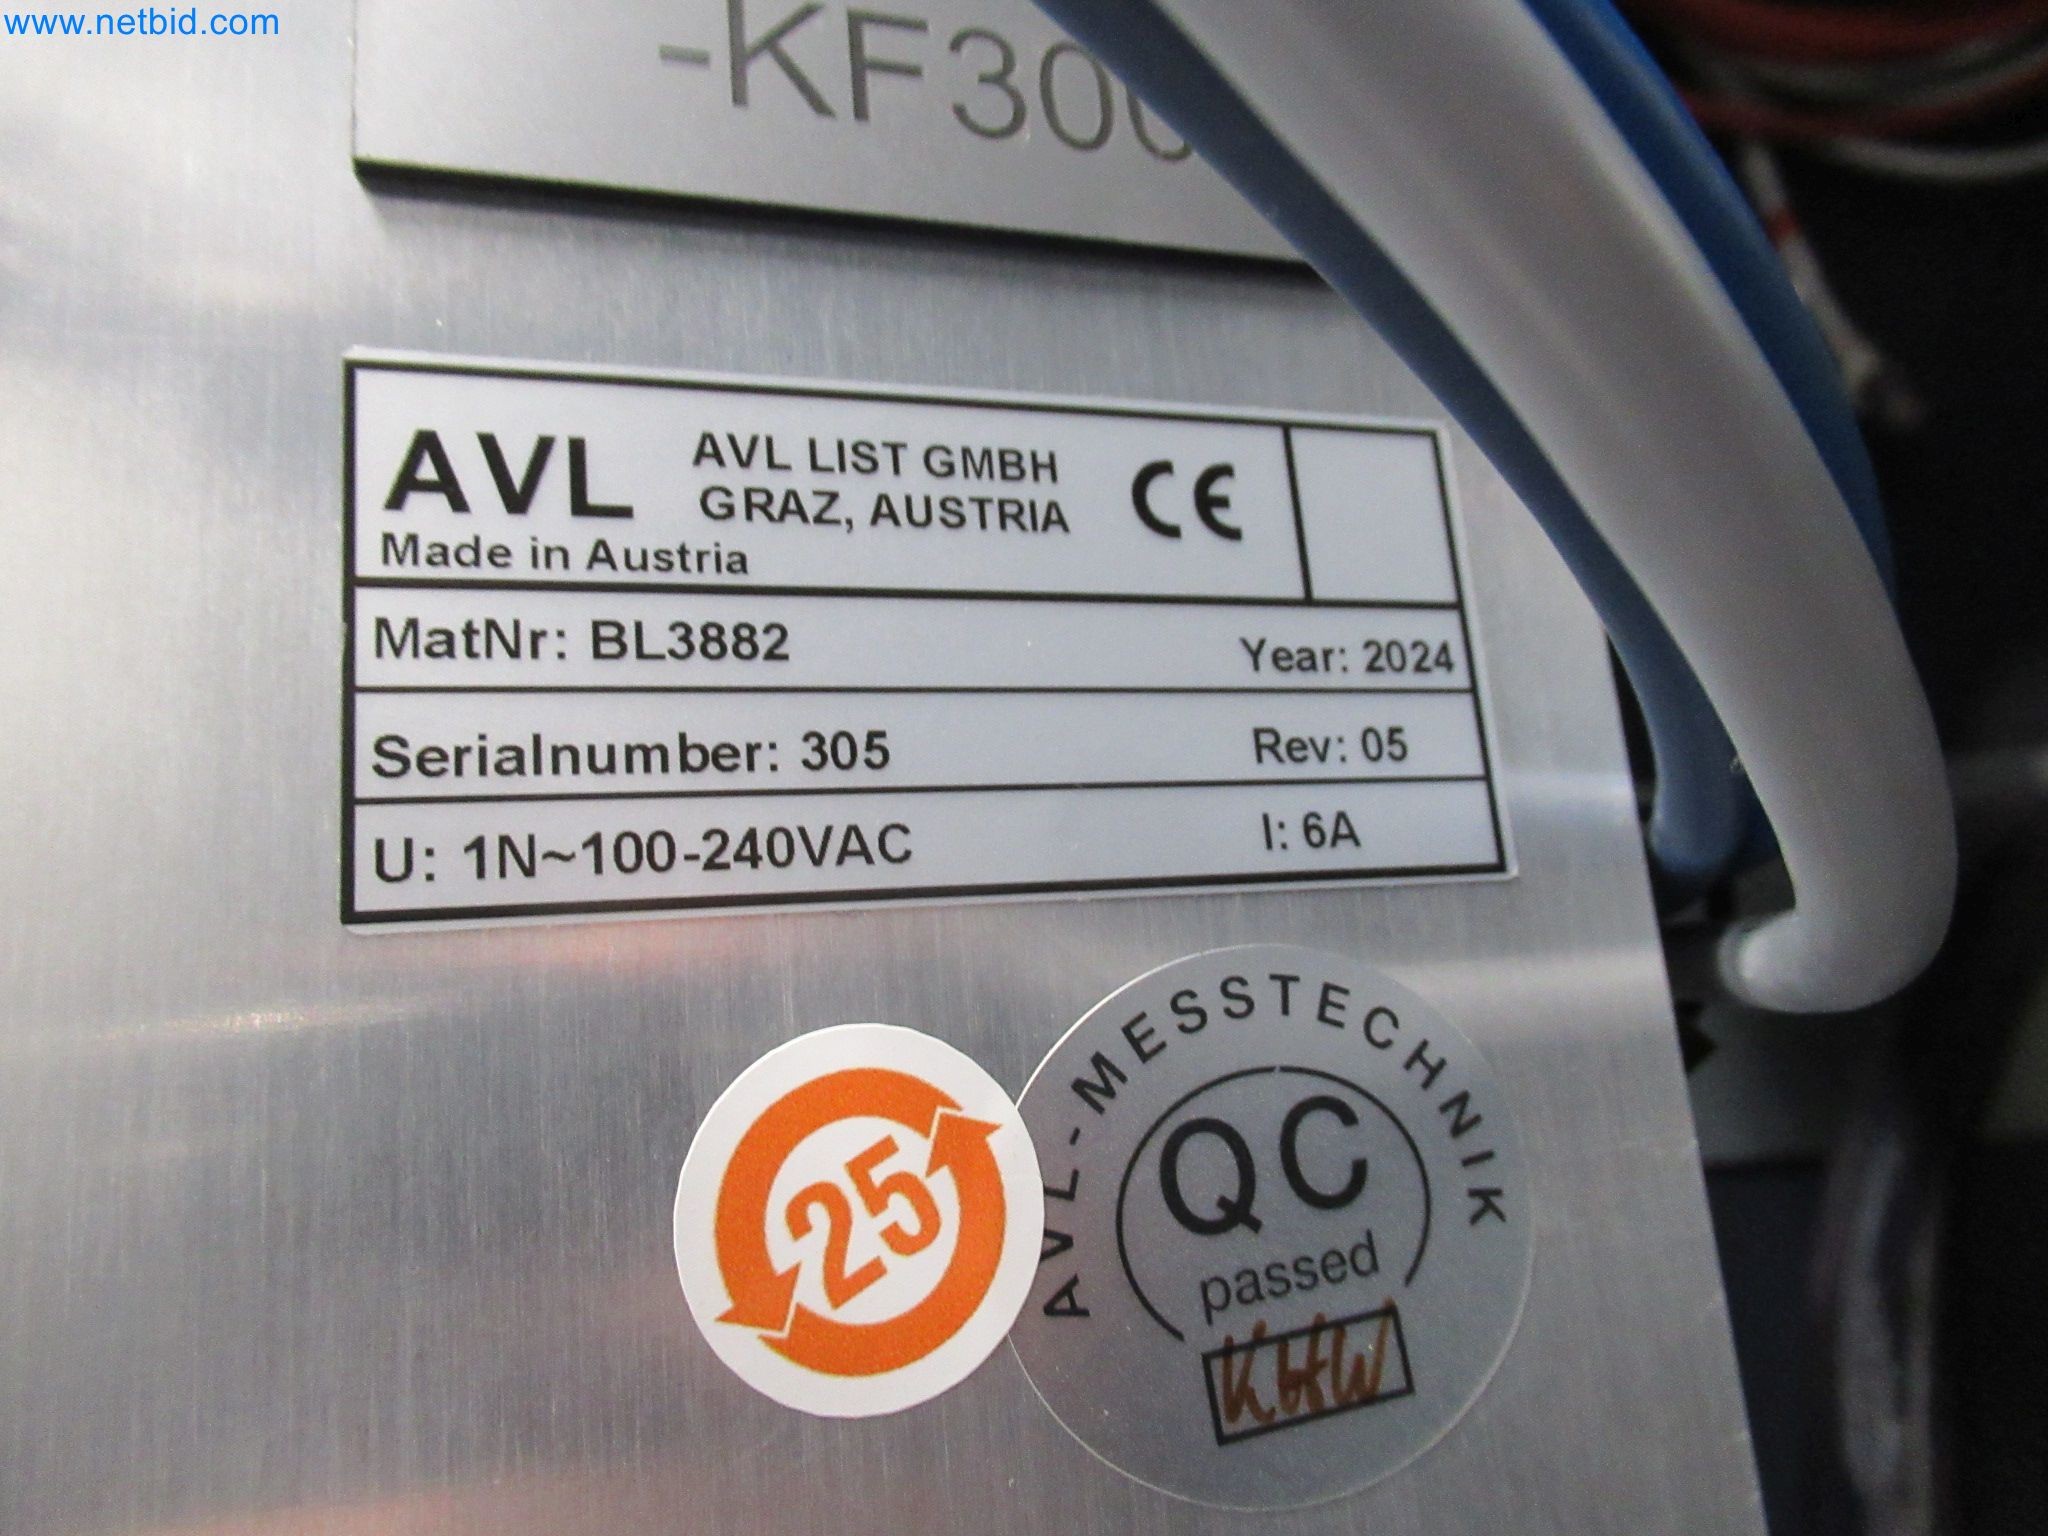 www.netbid.com
-KF300
AVL
AVL LIST GMBH
GRAZ, AUSTRIA
CE
Made in Austria
MatNr: BL3882
Year: 2024
Serialnumber: 305
Rev: 05
U: 1N~100-240VAC
I: 6A
25
AVL-MESSTECHNIK
QC
passed